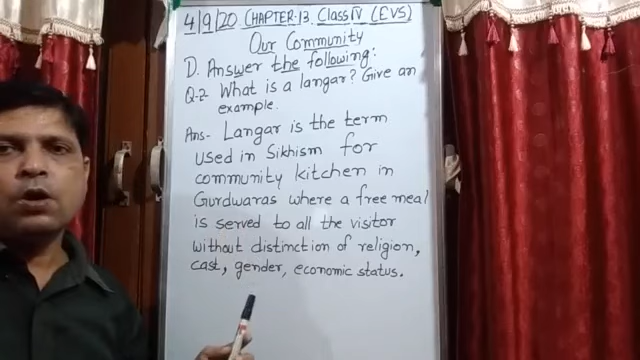 4/9/20 CHAPTER-13, Class IV (EVS)
Our Community
D. Answer the following:
Q-2 What is a langar? Give an
example.
Ans- Langar is the term
used in Sikhism for
community kitchen in
Gurdwaras where a free meal
is served to all the visitor
without distinction of religion,
cast, gender, economic status.